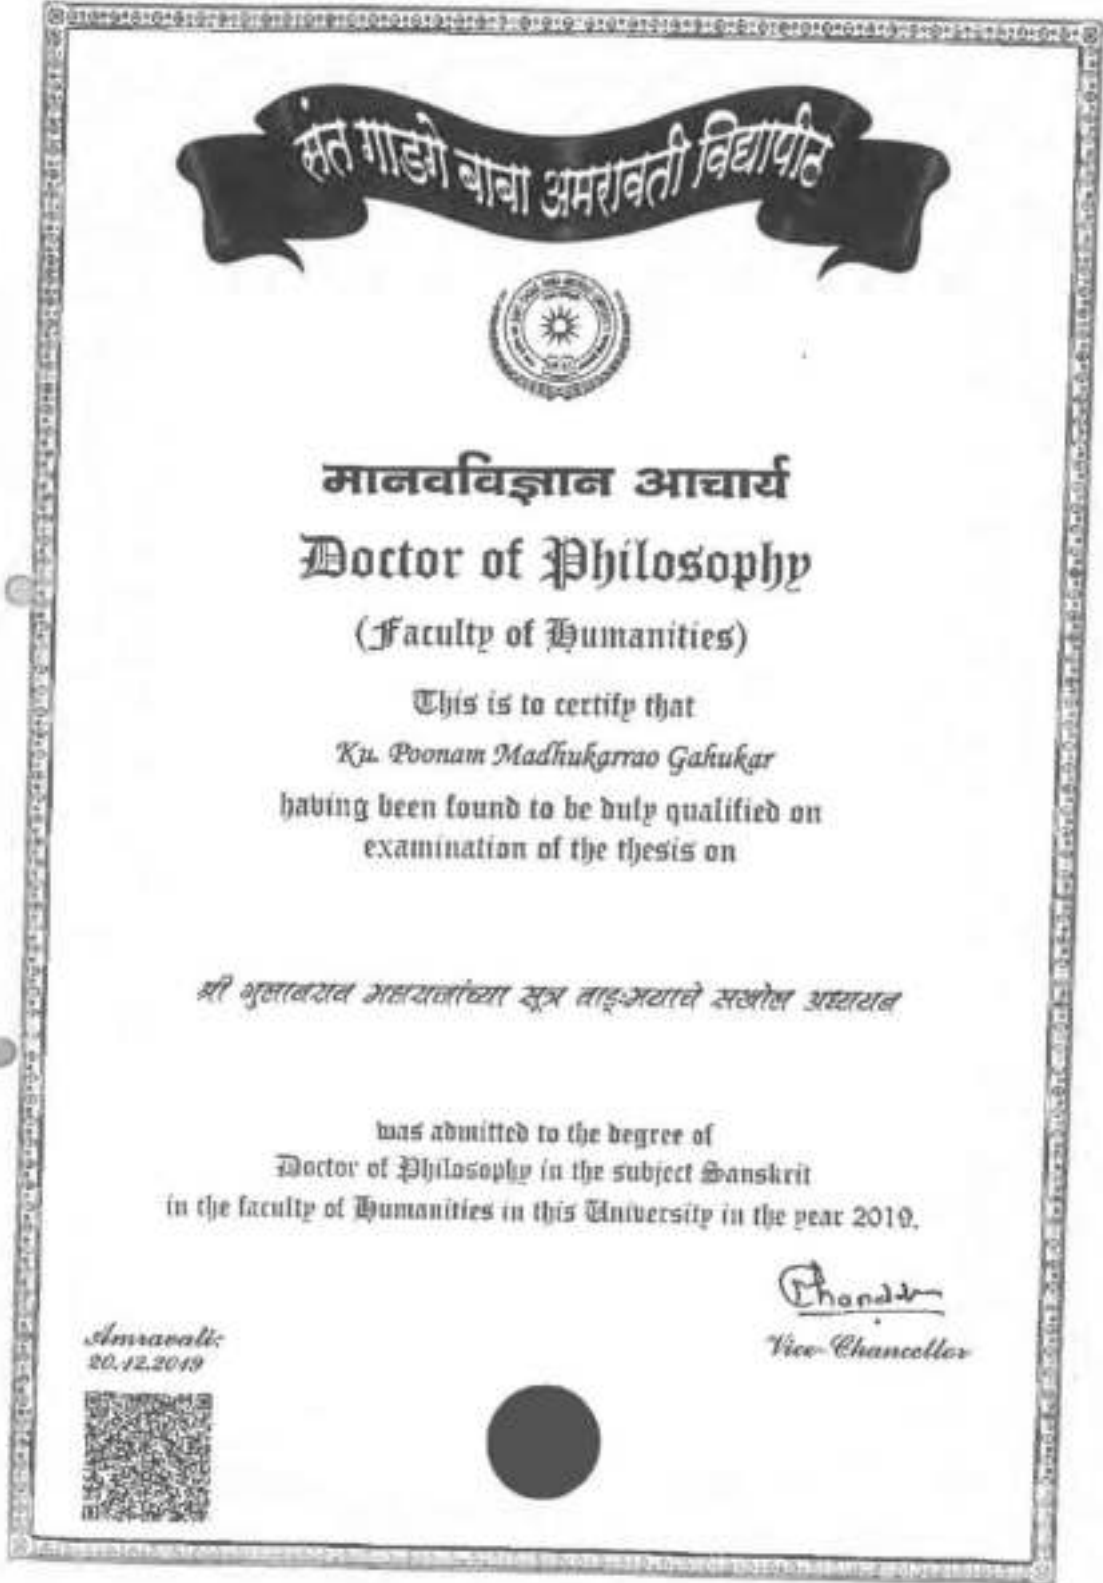 संत गाडगे बाबा अमरावती विद्यापीठ
मानवविज्ञान आचार्य
Doctor of Philosophy
(Faculty of Humanities)
This is to certify that
Ku. Poonam Madhukarrao Gahukar
having been found to be duly qualified on
examination of the thesis on
श्री गुलाबराव महाराजांच्या सूत्र वाङ्‌मयाचे सखोल अध्ययन
was admitted to the degree of
Doctor of Philosophy in the subject Sanskrit
in the faculty of Humanities in this University in the year 2019.
Amravati:
20.12.2019
Vice-Chancellor